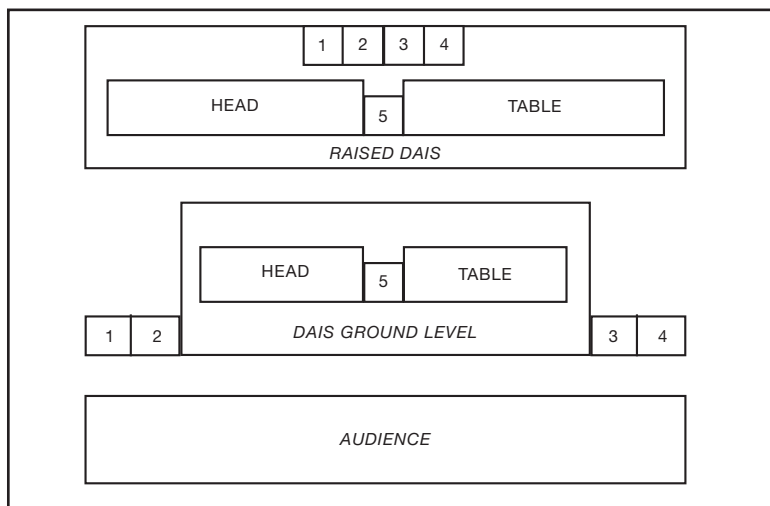 1 2 3 4
HEAD 5 TABLE
RAISED DAIS
HEAD 5 TABLE
1 2 DAIS GROUND LEVEL 3 4
AUDIENCE